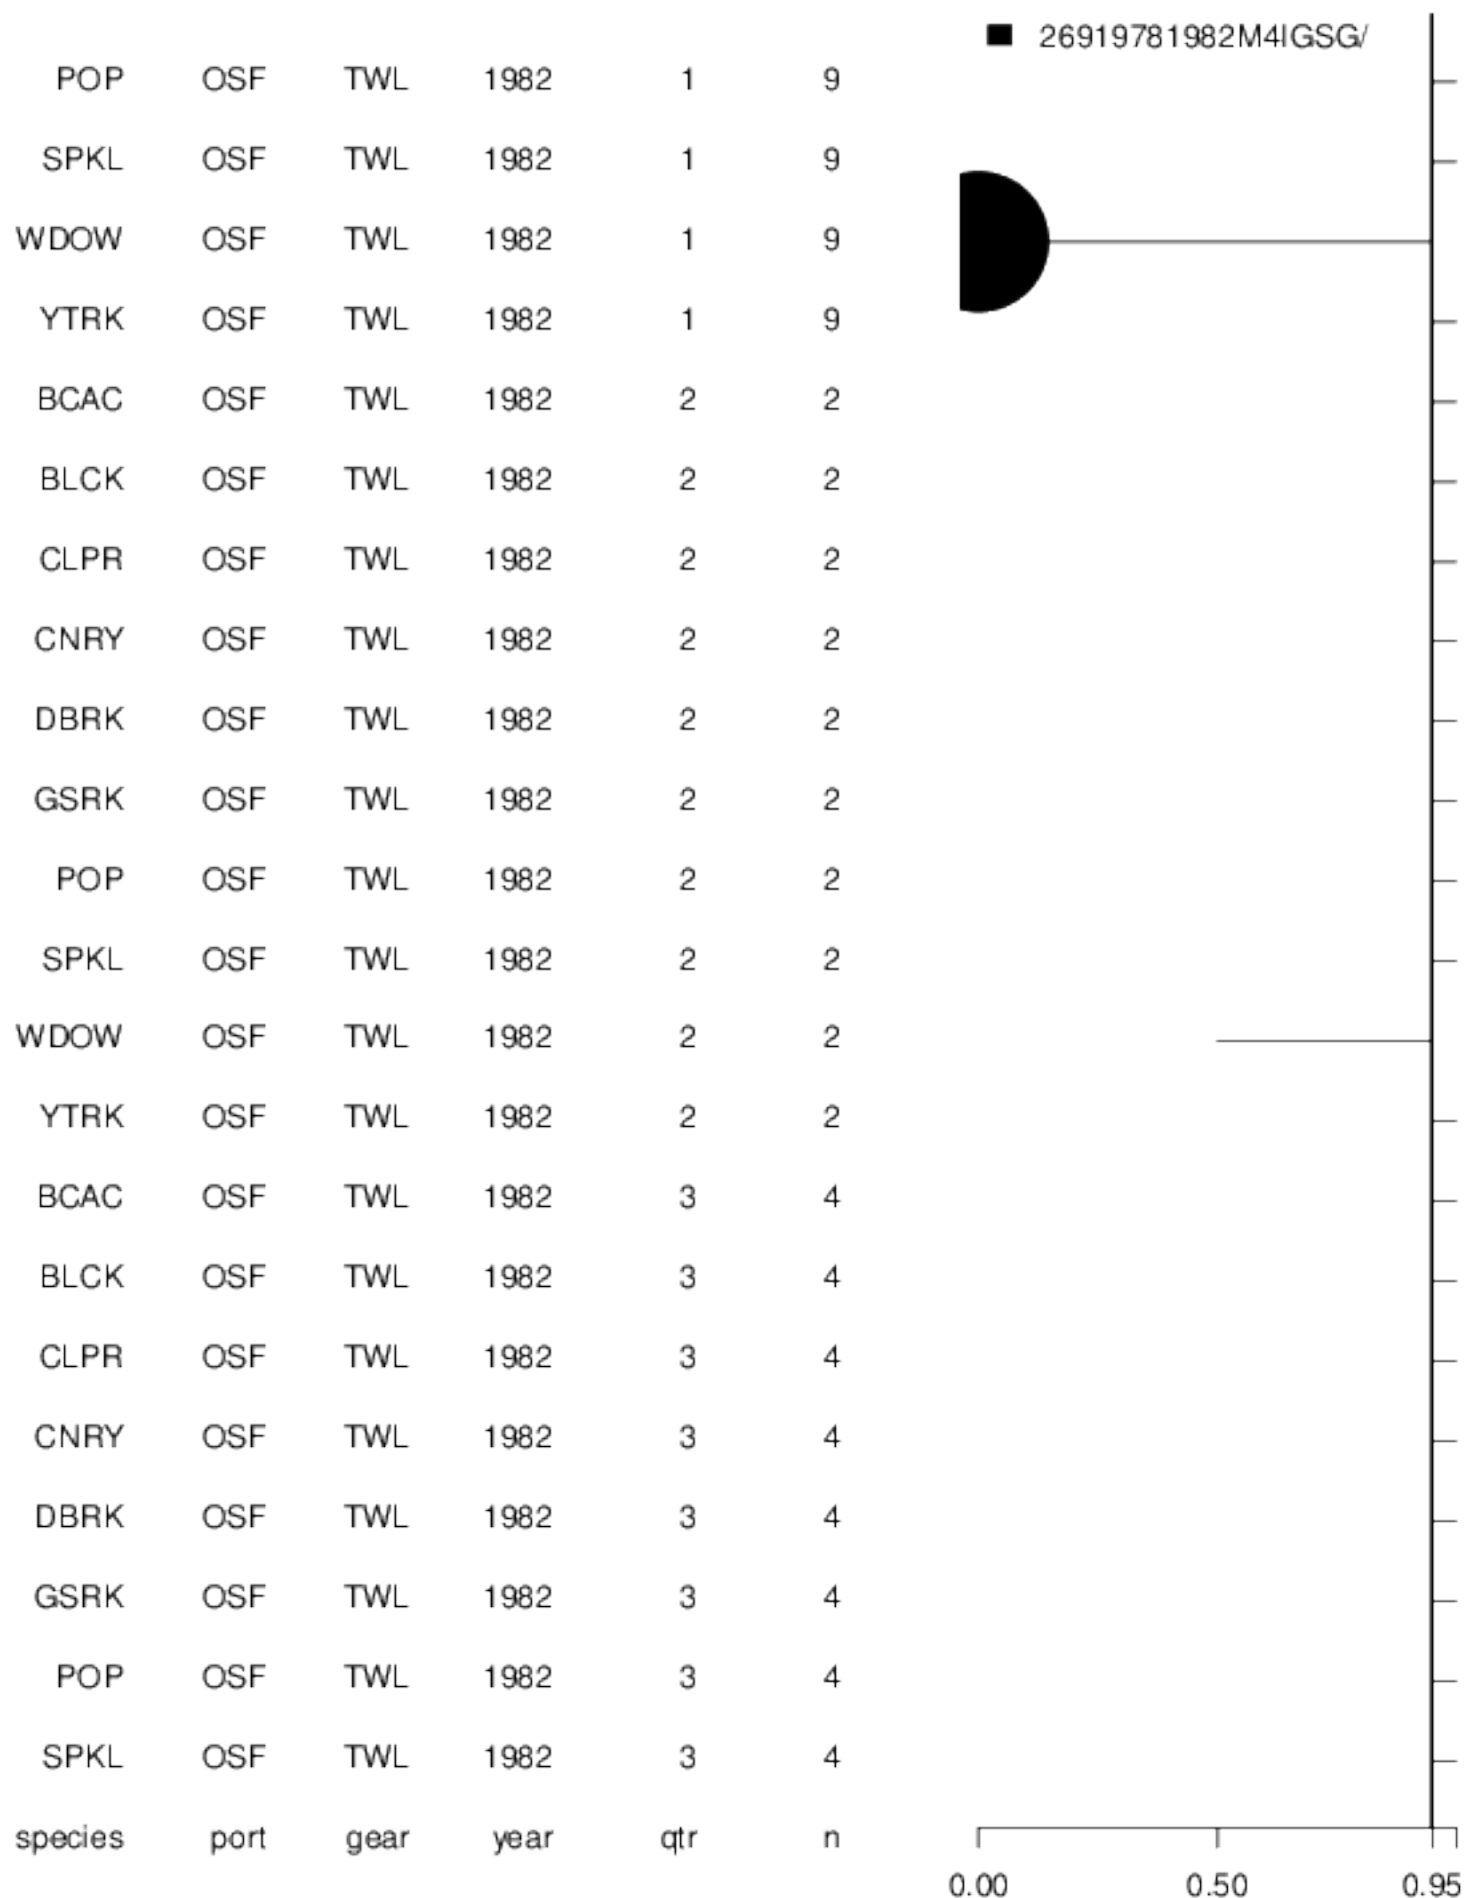 26919781982M4IGSG/
POP OSF TWL 1982 1 9
SPKL OSF TWL 1982 1 9
WDOW OSF TWL 1982 1 9
YTRK OSF TWL 1982 1 9
BCAC OSF TWL 1982 2 2
BLCK OSF TWL 1982 2 2
CLPR OSF TWL 1982 2 2
CNRY OSF TWL 1982 2 2
DBRK OSF TWL 1982 2 2
GSRK OSF TWL 1982 2 2
POP OSF TWL 1982 2 2
SPKL OSF TWL 1982 2 2
WDOW OSF TWL 1982 2 2
YTRK OSF TWL 1982 2 2
BCAC OSF TWL 1982 3 4
BLCK OSF TWL 1982 3 4
CLPR OSF TWL 1982 3 4
CNRY OSF TWL 1982 3 4
DBRK OSF TWL 1982 3 4
GSRK OSF TWL 1982 3 4
POP OSF TWL 1982 3 4
SPKL OSF TWL 1982 3 4
species port gear year qtr n
0.00 0.50 0.95